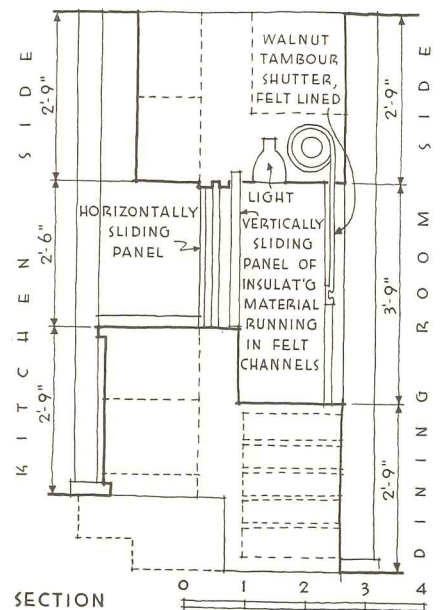 WALNUT
TAMBOUR
SHUTTER,
FELT LINED
KITCHEN SIDE
2'-9"
2'-6"
2'-9"
HORIZONTALLY
SLIDING
PANEL
LIGHT
VERTICALLY
SLIDING
PANEL OF
INSULAT'G
MATERIAL
RUNNING
IN FELT
CHANNELS
2'-9"
3'-9"
2'-9"
DINING ROOM SIDE
SECTION
0 1 2 3 4